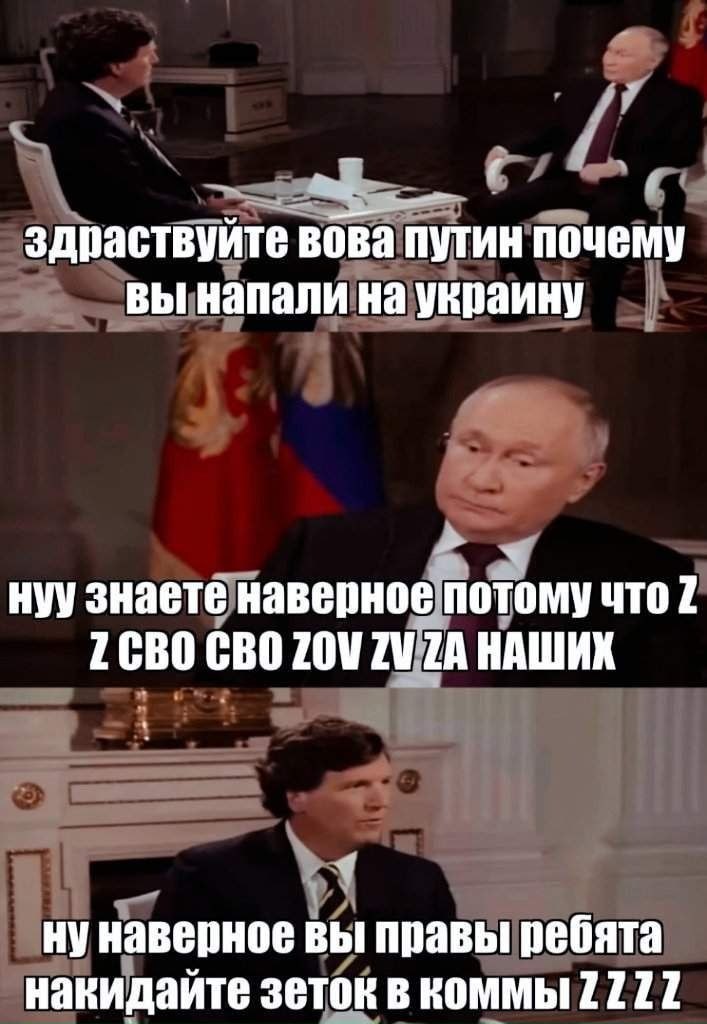 здраствуйте вова путин почему
вы напали на украину
нуу знаете наверное потому что Z
Z СВО СВО ZOV ZV ZA НАШИХ
ну наверное вы правы ребята
накидайте зеток в коммы Z Z Z Z